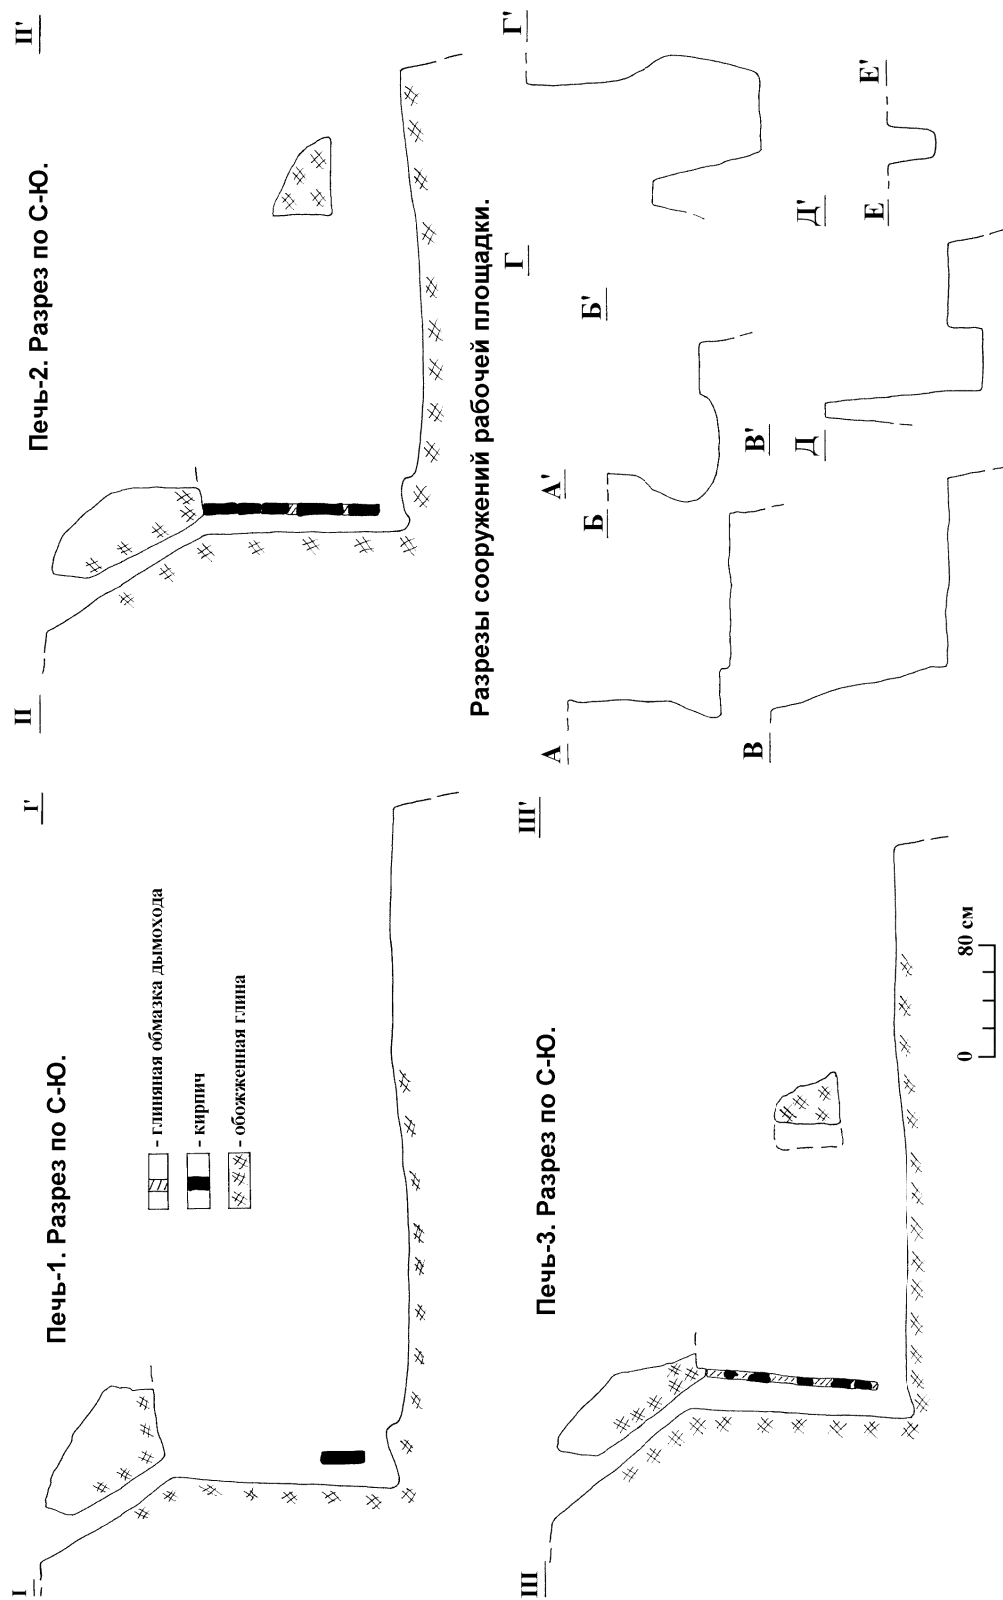 Печь-1. Разрез по С-Ю.
I
I'
- глиняная обмазка дымохода
- кирпич
- обожженная глина
Печь-2. Разрез по С-Ю.
II
II'
Печь-3. Разрез по С-Ю.
III
III'
0 80 см
Разрезы сооружений рабочей площадки.
А
А'
Б
Б'
В
В'
Г
Г'
Д
Д'
Е
Е'